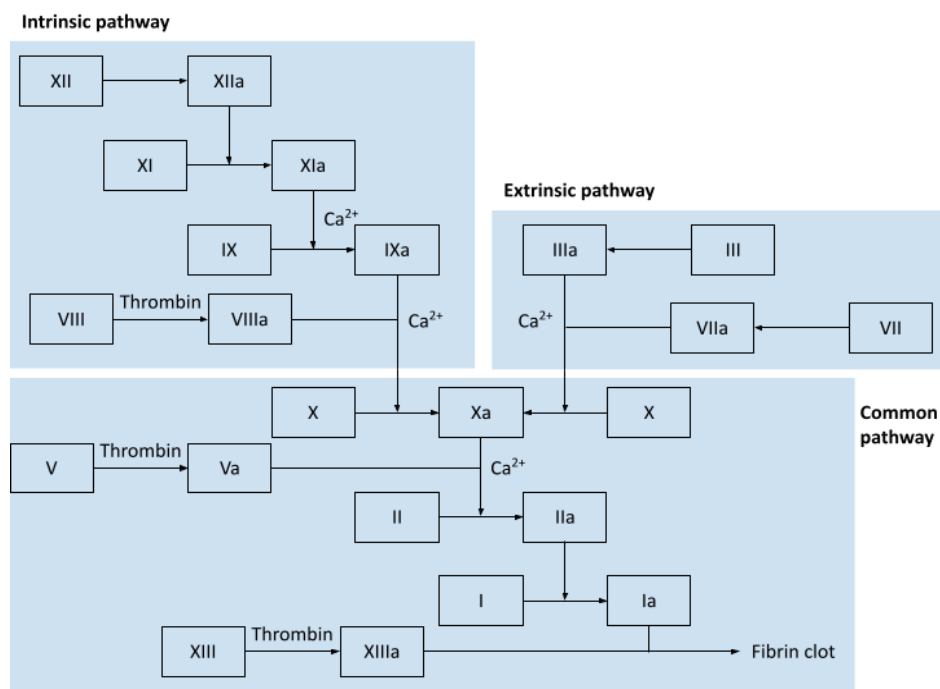 Intrinsic pathway
XII XIIa
XI XIa
Ca²⁺
IX IXa
Thrombin
VIII VIIIa Ca²⁺
Extrinsic pathway
IIIa III
Ca²⁺
VIIa VII
X Xa X
Common
pathway
Thrombin
V Va Ca²⁺
II IIa
I Ia
Thrombin
XIII XIIIa Fibrin clot